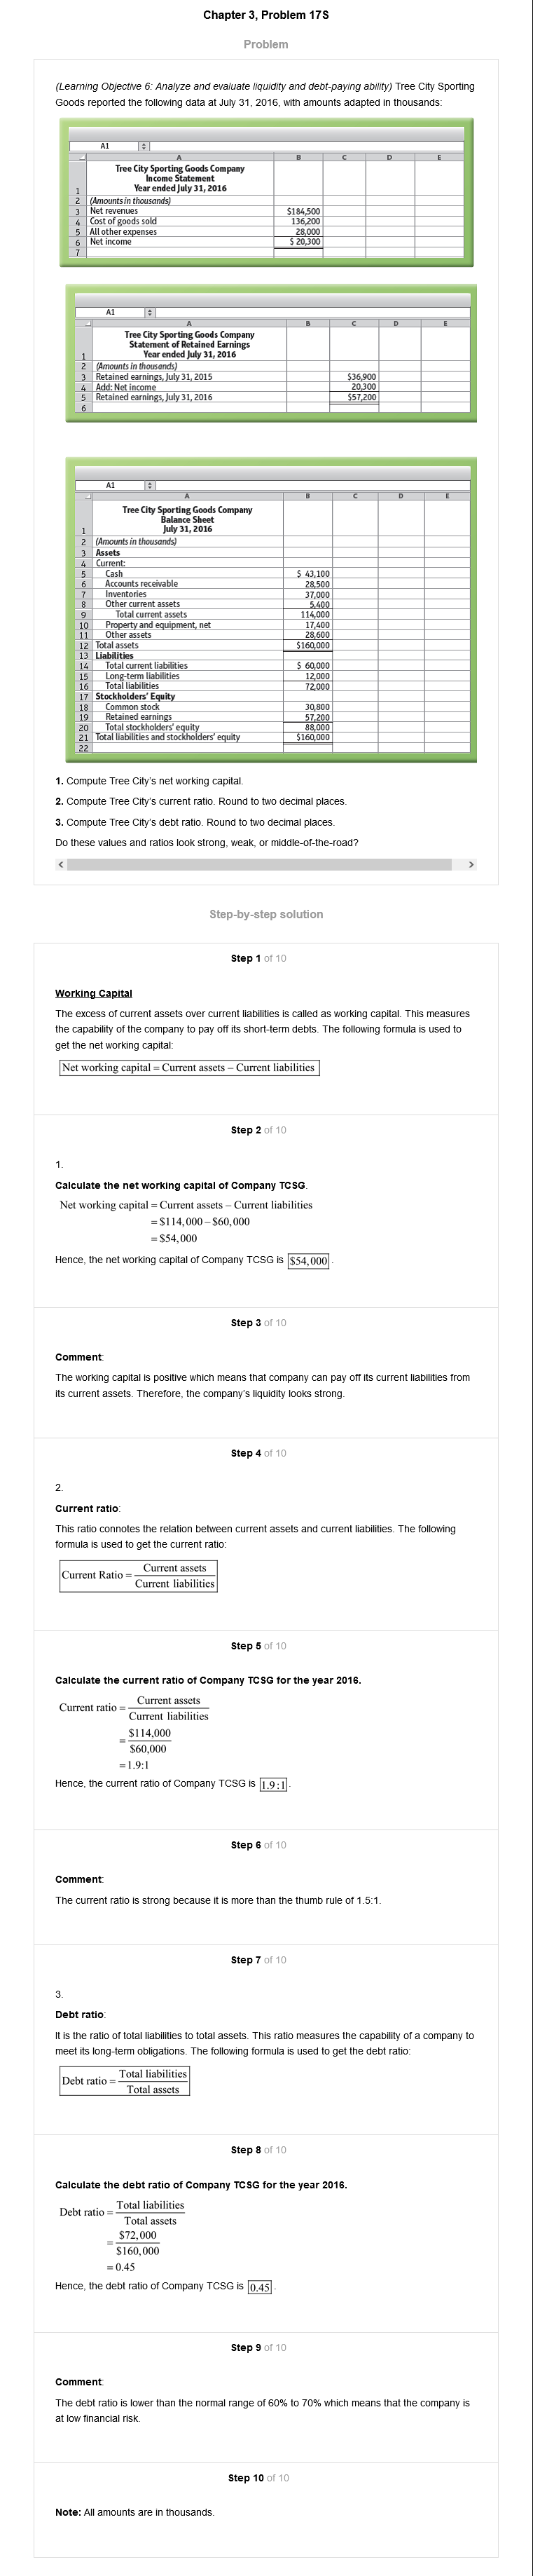 Chapter 3, Problem 17S
Problem
(Learning Objective 6: Analyze and evaluate liquidity and debt-paying ability) Tree City Sporting
Goods reported the following data at July 31, 2016, with amounts adapted in thousands:
A1
A B C D E
Tree City Sporting Goods Company
Income Statement
1 Year ended July 31, 2016
2 (Amounts in thousands)
3 Net revenues $184,500
4 Cost of goods sold 136,200
5 All other expenses 28,000
6 Net income $ 20,300
7
A1
A B C D E
Tree City Sporting Goods Company
Statement of Retained Earnings
1 Year ended July 31, 2016
2 (Amounts in thousands)
3 Retained earnings, July 31, 2015 $36,900
4 Add: Net income 20,300
5 Retained earnings, July 31, 2016 $57,200
6
A1
A B C D E
Tree City Sporting Goods Company
Balance Sheet
1 July 31, 2016
2 (Amounts in thousands)
3 Assets
4 Current:
5 Cash $ 43,100
6 Accounts receivable 28,500
7 Inventories 37,000
8 Other current assets 5,400
9 Total current assets 114,000
10 Property and equipment, net 17,400
11 Other assets 28,600
12 Total assets $160,000
13 Liabilities
14 Total current liabilities $ 60,000
15 Long-term liabilities 12,000
16 Total liabilities 72,000
17 Stockholders' Equity
18 Common stock 30,800
19 Retained earnings 57,200
20 Total stockholders' equity 88,000
21 Total liabilities and stockholders' equity $160,000
22
1. Compute Tree City's net working capital.
2. Compute Tree City's current ratio. Round to two decimal places.
3. Compute Tree City's debt ratio. Round to two decimal places.
Do these values and ratios look strong, weak, or middle-of-the-road?
Step-by-step solution
Step 1 of 10
Working Capital
The excess of current assets over current liabilities is called as working capital. This measures
the capability of the company to pay off its short-term debts. The following formula is used to
get the net working capital:
Net working capital = Current assets – Current liabilities
Step 2 of 10
1.
Calculate the net working capital of Company TCSG.
Net working capital = Current assets – Current liabilities
= $114,000 – $60,000
= $54,000
Hence, the net working capital of Company TCSG is $54,000.
Step 3 of 10
Comment:
The working capital is positive which means that company can pay off its current liabilities from
its current assets. Therefore, the company's liquidity looks strong.
Step 4 of 10
2.
Current ratio:
This ratio connotes the relation between current assets and current liabilities. The following
formula is used to get the current ratio:
Current Ratio = Current assets
Current liabilities
Step 5 of 10
Calculate the current ratio of Company TCSG for the year 2016.
Current ratio = Current assets
Current liabilities
= $114,000
$60,000
= 1.9:1
Hence, the current ratio of Company TCSG is 1.9:1.
Step 6 of 10
Comment:
The current ratio is strong because it is more than the thumb rule of 1.5:1.
Step 7 of 10
3.
Debt ratio:
It is the ratio of total liabilities to total assets. This ratio measures the capability of a company to
meet its long-term obligations. The following formula is used to get the debt ratio:
Debt ratio = Total liabilities
Total assets
Step 8 of 10
Calculate the debt ratio of Company TCSG for the year 2016.
Debt ratio = Total liabilities
Total assets
= $72,000
$160,000
= 0.45
Hence, the debt ratio of Company TCSG is 0.45.
Step 9 of 10
Comment:
The debt ratio is lower than the normal range of 60% to 70% which means that the company is
at low financial risk.
Step 10 of 10
Note: All amounts are in thousands.